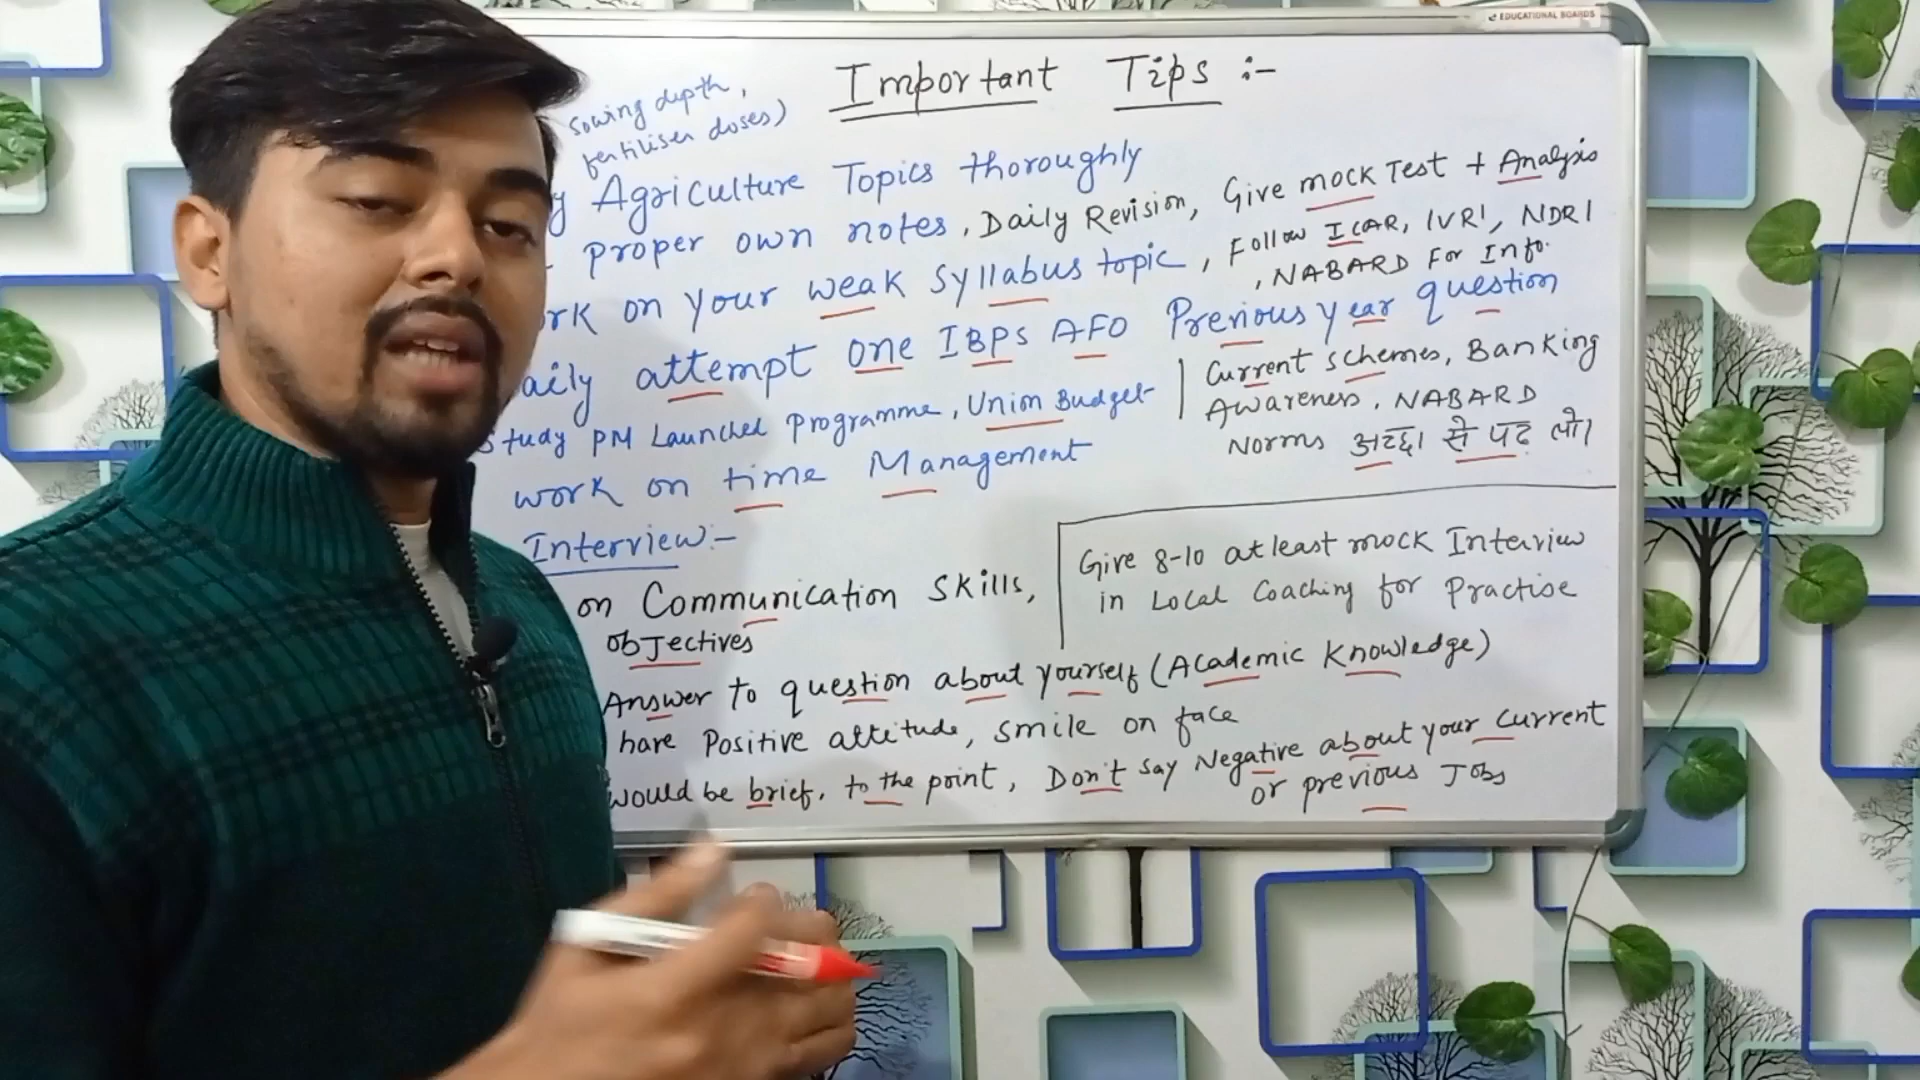 EDUCATIONAL BOARDS
Important Tips :-
sowing depth,
fertiliser doses)
y Agriculture Topics thoroughly
proper own notes, Daily Revision, Give mock Test + Analysis
rk on your weak syllabus topic, Follow ICAR, IVRI, NDRI
, NABARD For Info.
aily attempt one IBPS AFO Previous year question
study PM Launched programme, Union Budget
Current schemes, Banking
Awareness, NABARD
Norms अच्छा से पढ़ लो।
work on time Management
Interview:-
on Communication Skills,
objectives
Give 8-10 atleast mock Interview
in Local Coaching for Practise
Answer to question about yourself (Academic Knowledge)
have Positive attitude, smile on face
would be brief, to the point, Don't say Negative about your current
or previous Jobs